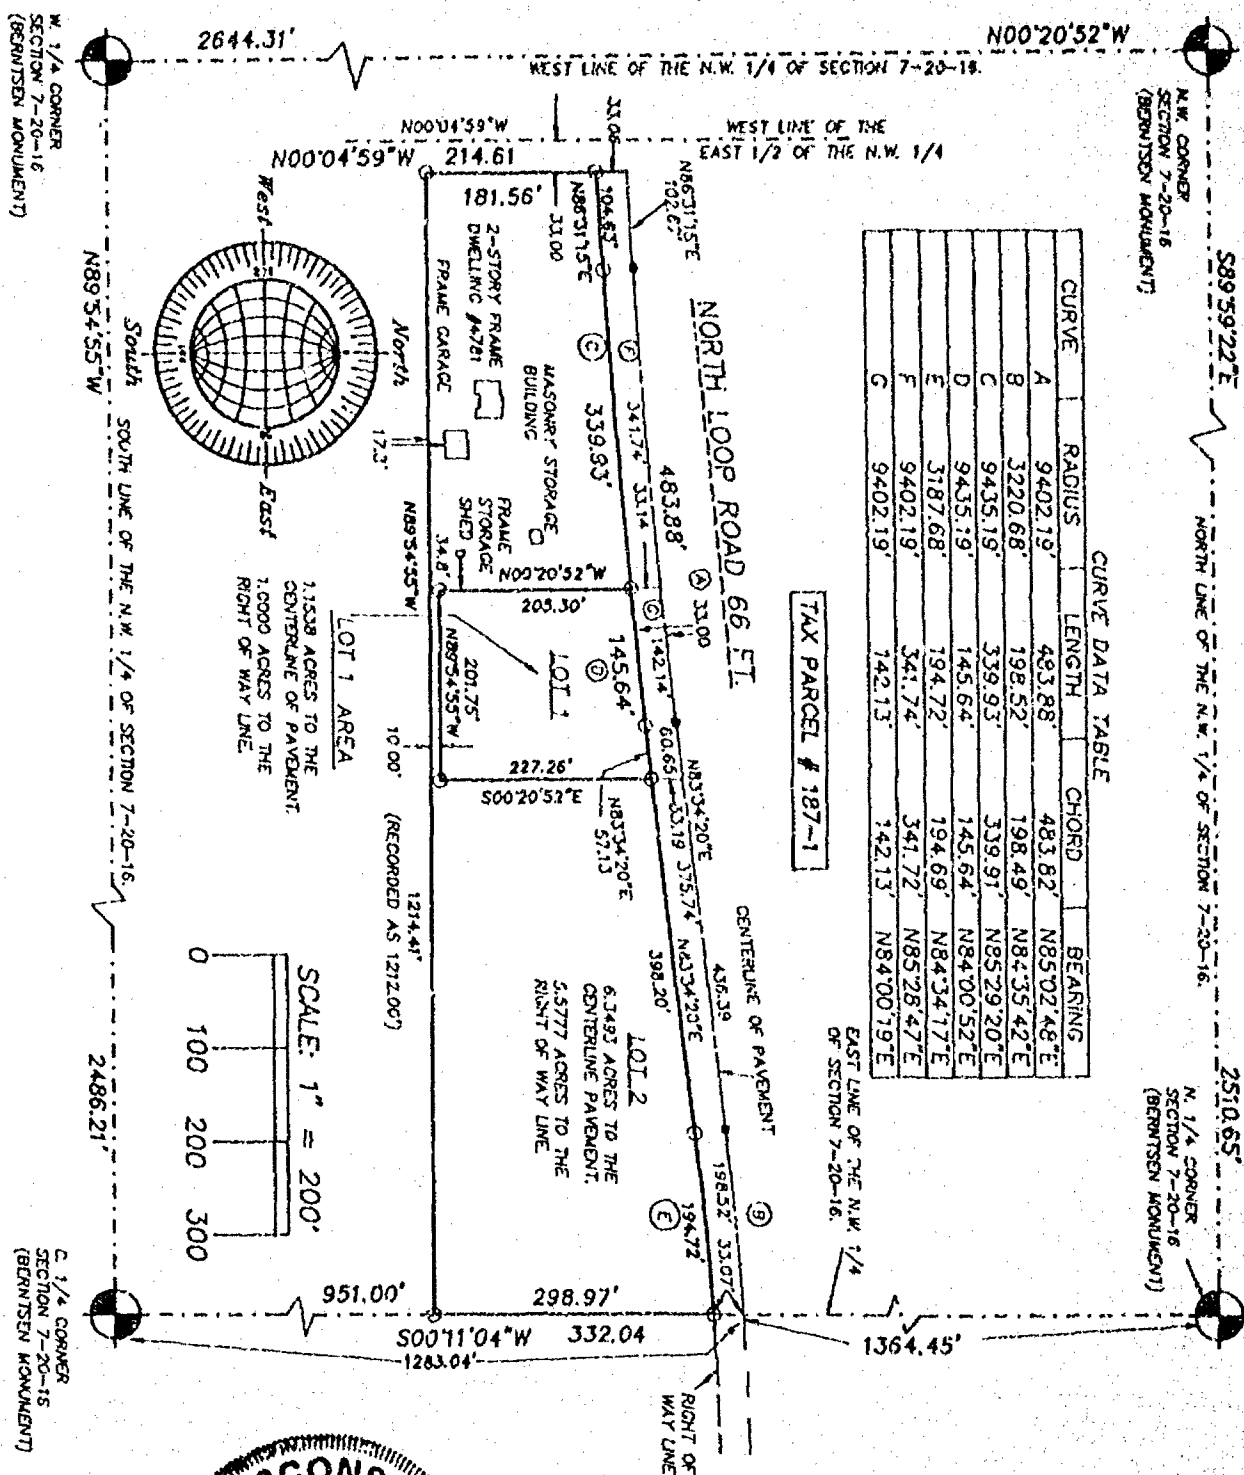 S89°59'22"E
2510.65'
NORTH LINE OF THE N.W. 1/4 OF SECTION 7-20-16.
N.W. CORNER
SECTION 7-20-16
(BERNTSEN MONUMENT)
N. 1/4 CORNER
SECTION 7-20-16
(BERNTSEN MONUMENT)
N00°20'52"W
2644.31'
WEST LINE OF THE N.W. 1/4 OF SECTION 7-20-16.
WEST LINE OF THE
EAST 1/2 OF THE N.W. 1/4
N00°04'59"W
N00°04'59"W 214.61
181.56'
33.06
33.00
CURVE DATA TABLE
CURVE RADIUS LENGTH CHORD BEARING
A 9402.19' 483.88' 483.82' N85°02'48"E
B 3220.68' 198.52' 198.49' N84°35'42"E
C 9435.19' 339.93' 339.91' N85°29'20"E
D 9435.19' 145.64' 145.64' N84°00'52"E
E 3187.68' 194.72' 194.69' N84°34'17"E
F 9402.19' 341.74' 341.72' N85°28'47"E
G 9402.19' 142.13' 142.13' N84°00'19"E
EAST LINE OF THE N.W. 1/4
OF SECTION 7-20-16.
1364.45'
TAX PARCEL # 187-1
NORTH LOOP ROAD 66 FT.
N86°31'15"E
102.67'
483.88'
A 33.00
F 341.74' 33.14
G 142.14'
N83°34'20"E
60.65 33.19 375.74'
436.39
CENTERLINE OF PAVEMENT
B
198.52' 33.07
N86°31'15"E
104.63'
C 339.93'
D 145.64'
N83°34'20"E
57.13
398.20' N83°34'20"E
E 194.72'
RIGHT OF
WAY LINE
2-STORY FRAME
DWELLING #4781
MASONRY STORAGE
BUILDING
FRAME GARAGE
17.3'
FRAME
STORAGE
SHED
34.8'
N00°20'52"W
205.30'
LOT 1
201.75'
N89°54'55"W
227.26'
S00°20'52"E
10.00'
LOT 2
6.3493 ACRES TO THE
CENTERLINE PAVEMENT.
5.5777 ACRES TO THE
RIGHT OF WAY LINE
298.97'
S00°11'04"W 332.04
1283.04'
951.00'
N89°54'55"W
1214.41'
(RECORDED AS 1212.00')
LOT 1 AREA
1.1538 ACRES TO THE
CENTERLINE OF PAVEMENT.
1.0000 ACRES TO THE
RIGHT OF WAY LINE.
North
West
East
South
SCALE: 1" = 200'
0 100 200 300
N89°54'55"W
SOUTH LINE OF THE N.W. 1/4 OF SECTION 7-20-16.
2486.21'
W. 1/4 CORNER
SECTION 7-20-16
(BERNTSEN MONUMENT)
C. 1/4 CORNER
SECTION 7-20-16
(BERNTSEN MONUMENT)